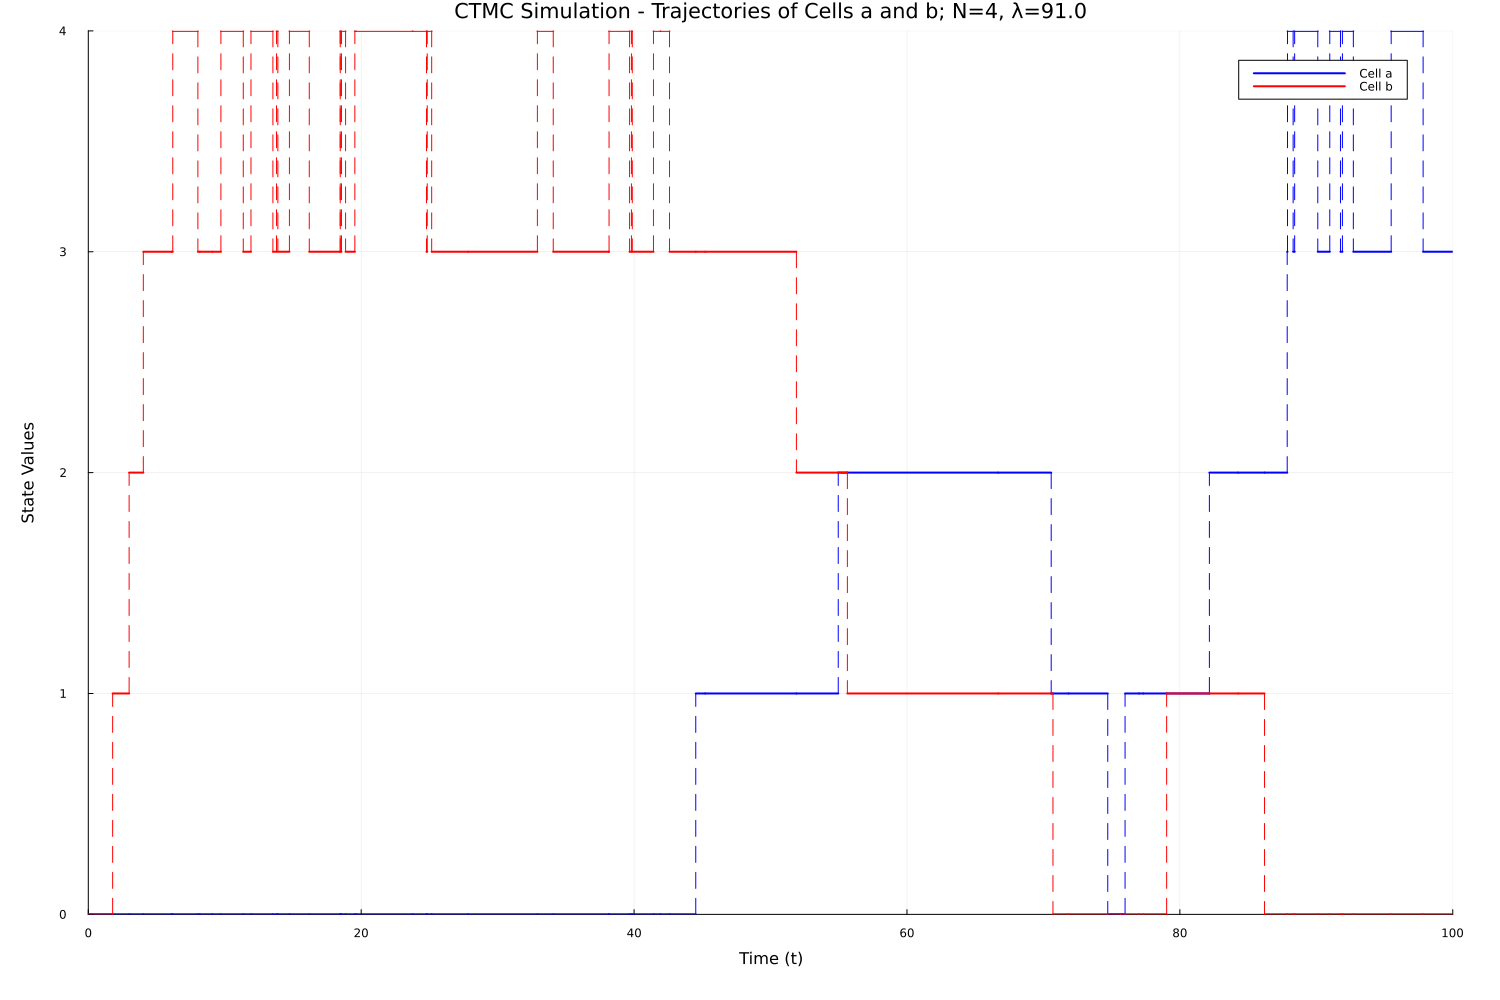 CTMC Simulation - Trajectories of Cells a and b; N=4, λ=91.0
4
Cell a
Cell b
3
State Values
2
1
0
0 20 40 60 80 100
Time (t)